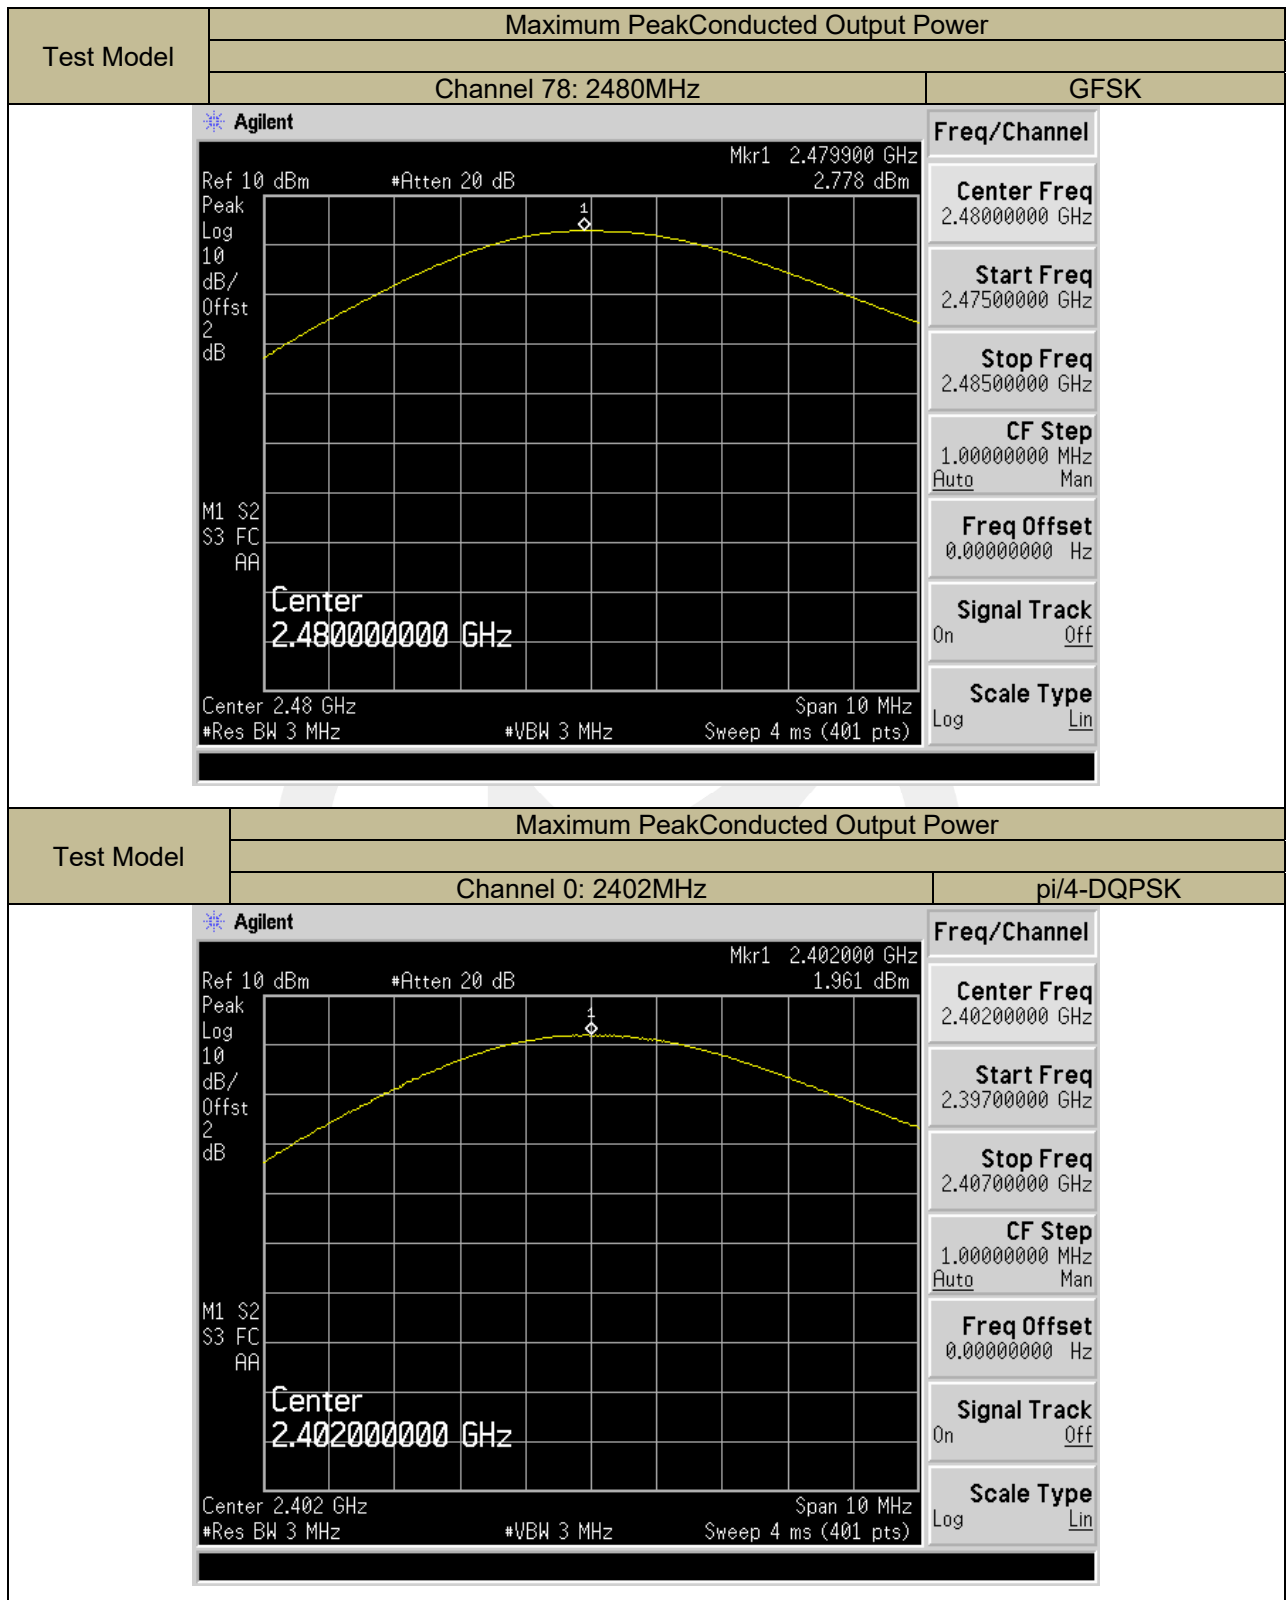 Test Model
Maximum PeakConducted Output Power
Channel 78: 2480MHz GFSK
Agilent
Freq/Channel
Mkr1 2.479900 GHz
Ref 10 dBm #Atten 20 dB 2.778 dBm
Peak
Log
10
dB/
Offst
2
dB
1
M1 S2
S3 FC
AA
Center
2.480000000 GHz
Center 2.48 GHz Span 10 MHz
#Res BW 3 MHz #VBW 3 MHz Sweep 4 ms (401 pts)
Center Freq
2.48000000 GHz
Start Freq
2.47500000 GHz
Stop Freq
2.48500000 GHz
CF Step
1.00000000 MHz
Auto Man
Freq Offset
0.00000000 Hz
Signal Track
On Off
Scale Type
Log Lin
Test Model
Maximum PeakConducted Output Power
Channel 0: 2402MHz pi/4-DQPSK
Agilent
Freq/Channel
Mkr1 2.402000 GHz
Ref 10 dBm #Atten 20 dB 1.961 dBm
Peak
Log
10
dB/
Offst
2
dB
1
M1 S2
S3 FC
AA
Center
2.402000000 GHz
Center 2.402 GHz Span 10 MHz
#Res BW 3 MHz #VBW 3 MHz Sweep 4 ms (401 pts)
Center Freq
2.40200000 GHz
Start Freq
2.39700000 GHz
Stop Freq
2.40700000 GHz
CF Step
1.00000000 MHz
Auto Man
Freq Offset
0.00000000 Hz
Signal Track
On Off
Scale Type
Log Lin